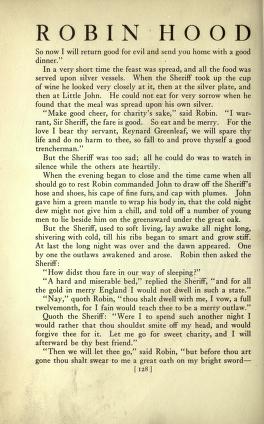 ROBIN HOOD
So now I will return good for evil and send you home with a good
dinner."
In a very short time the feast was spread, and all the food was
served upon silver vessels. When the Sheriff took up the cup
of wine he looked very closely at it, then at the silver plate, and
then at Little John. He could not eat for very sorrow when he
found that the meal was spread upon his own silver.
"Make good cheer, for charity's sake," said Robin. "I war-
rant, Sir Sheriff, the fare is good. So eat and be merry. For the
love I bear thy servant, Reynard Greenleaf, we will spare thy
life and do no harm to thee, so fall to and prove thyself a good
trencherman."
But the Sheriff was too sad; all he could do was to watch in
silence while the others ate heartily.
When the evening began to close and the time came when all
should go to rest Robin commanded John to draw off the Sheriff's
hose and shoes, his cape of fine furs, and cap with plumes. John
gave him a green mantle to wrap his body in, that the cold night
dew might not give him a chill, and told off a number of young
men to lie beside him on the greensward under the great oak.
But the Sheriff, used to soft living, lay awake all night long,
shivering with cold, till his ribs began to smart and grow stiff.
At last the long night was over and the dawn appeared. One
by one the outlaws awakened and arose. Robin then asked the
Sheriff:
"How didst thou fare in our way of sleeping?"
"A hard and miserable bed," replied the Sheriff, "and for all
the gold in merry England I would not dwell in such a state."
"Nay," quoth Robin, "thou shalt dwell with me, I vow, a full
twelvemonth, for I fain would teach thee to be a merry outlaw."
Quoth the Sheriff: "Were I to spend such another night I
would rather that thou shouldst smite off my head, and would
forgive thee for it. Let me go for sweet charity, and I will
afterward be thy best friend."
"Then we will let thee go," said Robin, "but before thou art
gone thou shalt swear to me a great oath on my bright sword—
[128]